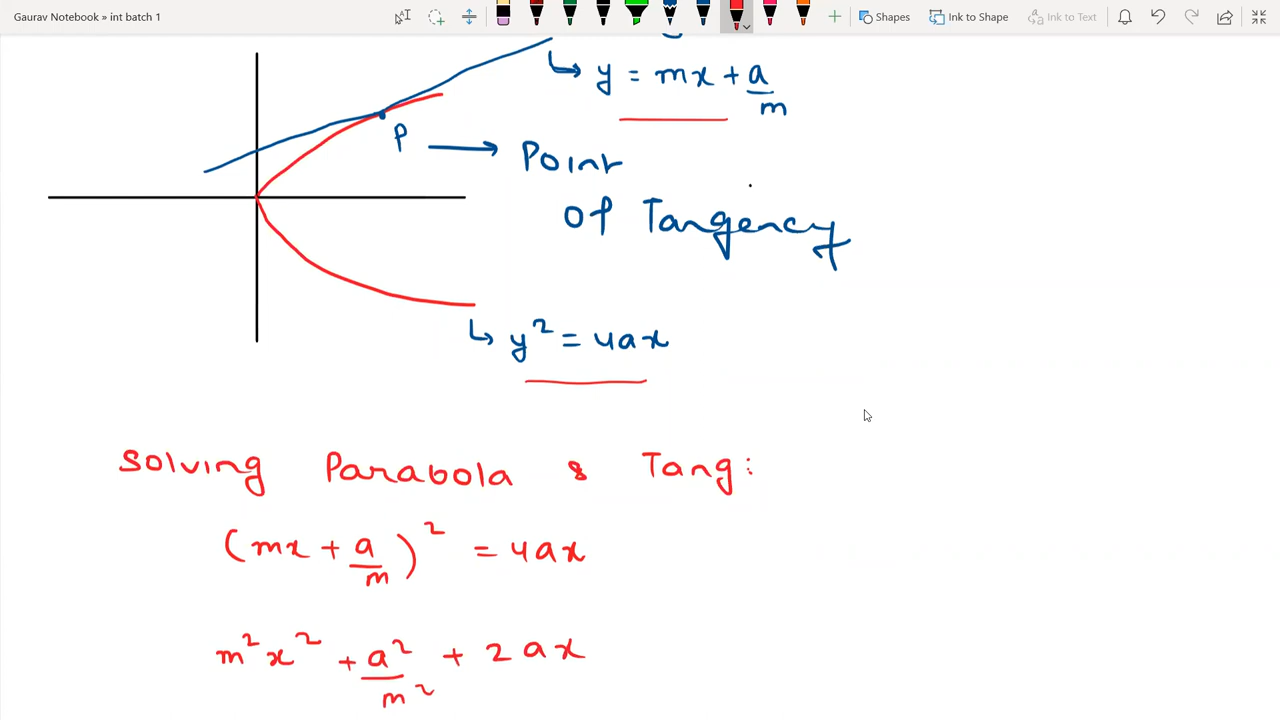 Gaurav Notebook » int batch 1
Shapes
Ink to Shape
Ink to Text
y = mx + a/m
P → Point
of Tangency
↳ y² = 4ax
Solving Parabola & Tang:
(mx + a/m)² = 4ax
m²x² + a²/m² + 2ax